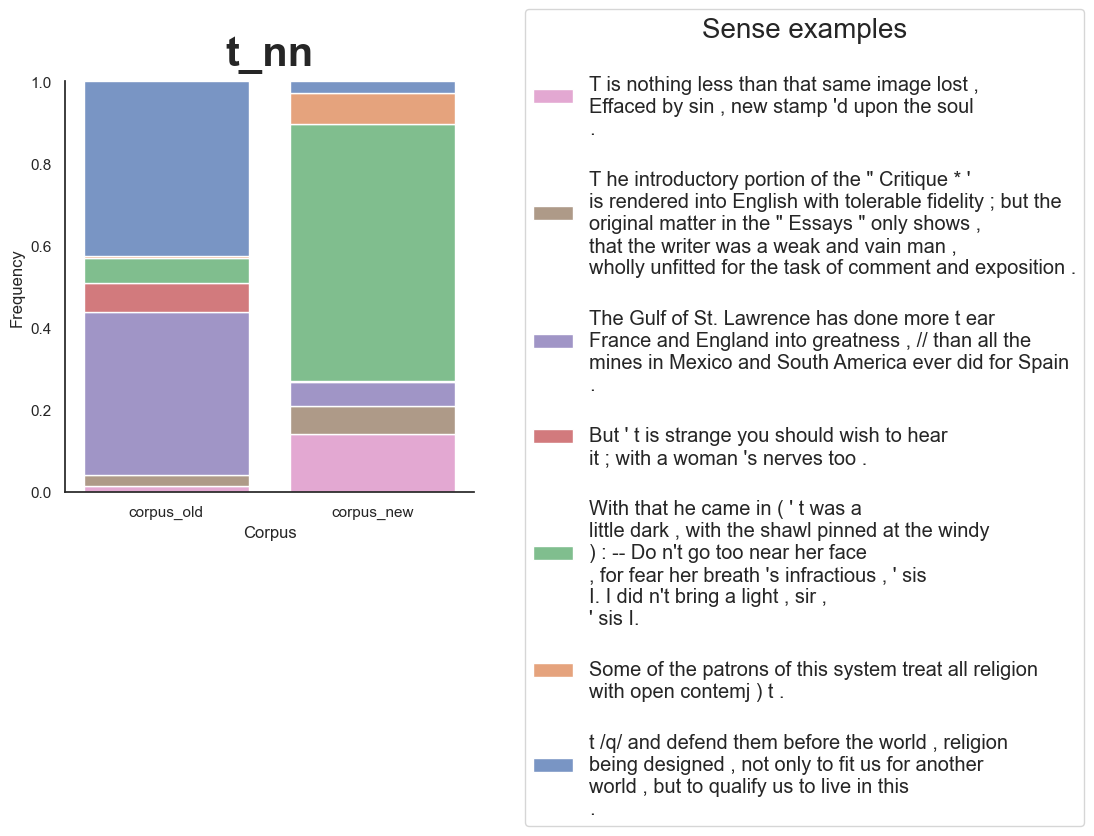 t_nn
1.0
0.8
0.6
0.4
0.2
0.0
Frequency
corpus_old
corpus_new
Corpus
Sense examples
T is nothing less than that same image lost ,
Effaced by sin , new stamp 'd upon the soul
.
T he introductory portion of the " Critique * '
is rendered into English with tolerable fidelity ; but the
original matter in the " Essays " only shows ,
that the writer was a weak and vain man ,
wholly unfitted for the task of comment and exposition .
The Gulf of St. Lawrence has done more t ear
France and England into greatness , // than all the
mines in Mexico and South America ever did for Spain
.
But ' t is strange you should wish to hear
it ; with a woman 's nerves too .
With that he came in ( ' t was a
little dark , with the shawl pinned at the windy
) : -- Do n't go too near her face
, for fear her breath 's infractious , ' sis
I. I did n't bring a light , sir ,
' sis I.
Some of the patrons of this system treat all religion
with open contemj ) t .
t /q/ and defend them before the world , religion
being designed , not only to fit us for another
world , but to qualify us to live in this
.